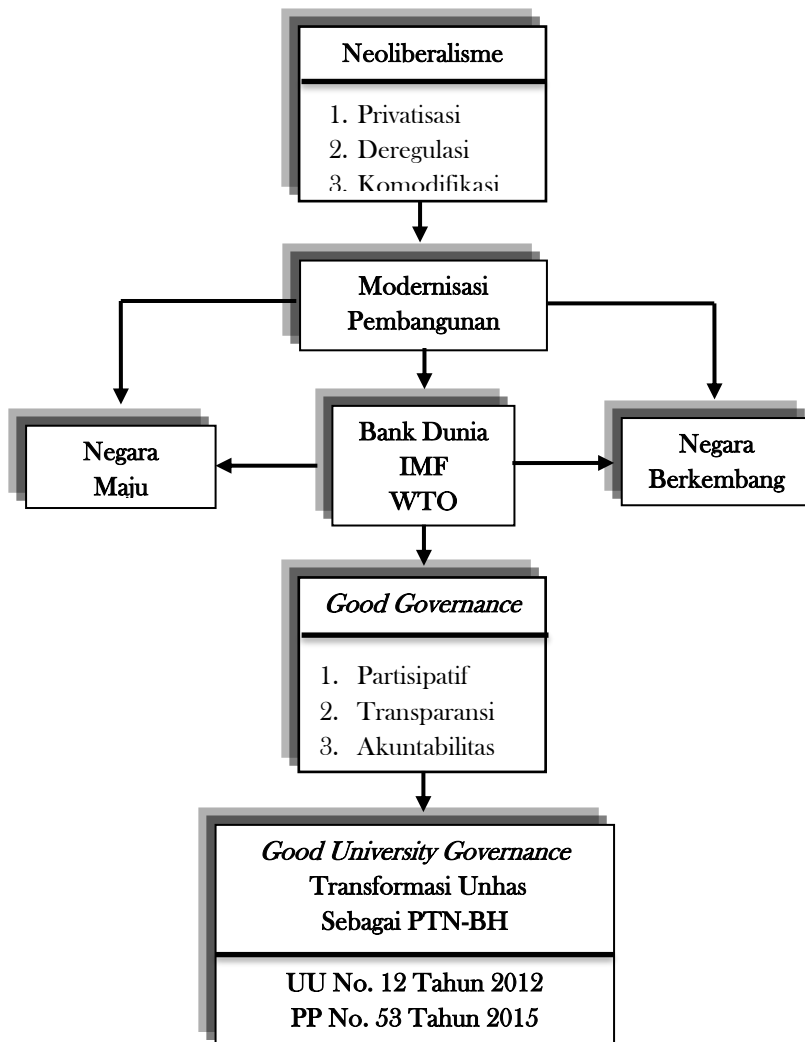 Neoliberalisme
1. Privatisasi
2. Deregulasi
3. Komodifikasi
Modernisasi
Pembangunan
Negara
Maju
Bank Dunia
IMF
WTO
Negara
Berkembang
Good Governance
1. Partisipatif
2. Transparansi
3. Akuntabilitas
Good University Governance
Transformasi Unhas
Sebagai PTN-BH
UU No. 12 Tahun 2012
PP No. 53 Tahun 2015